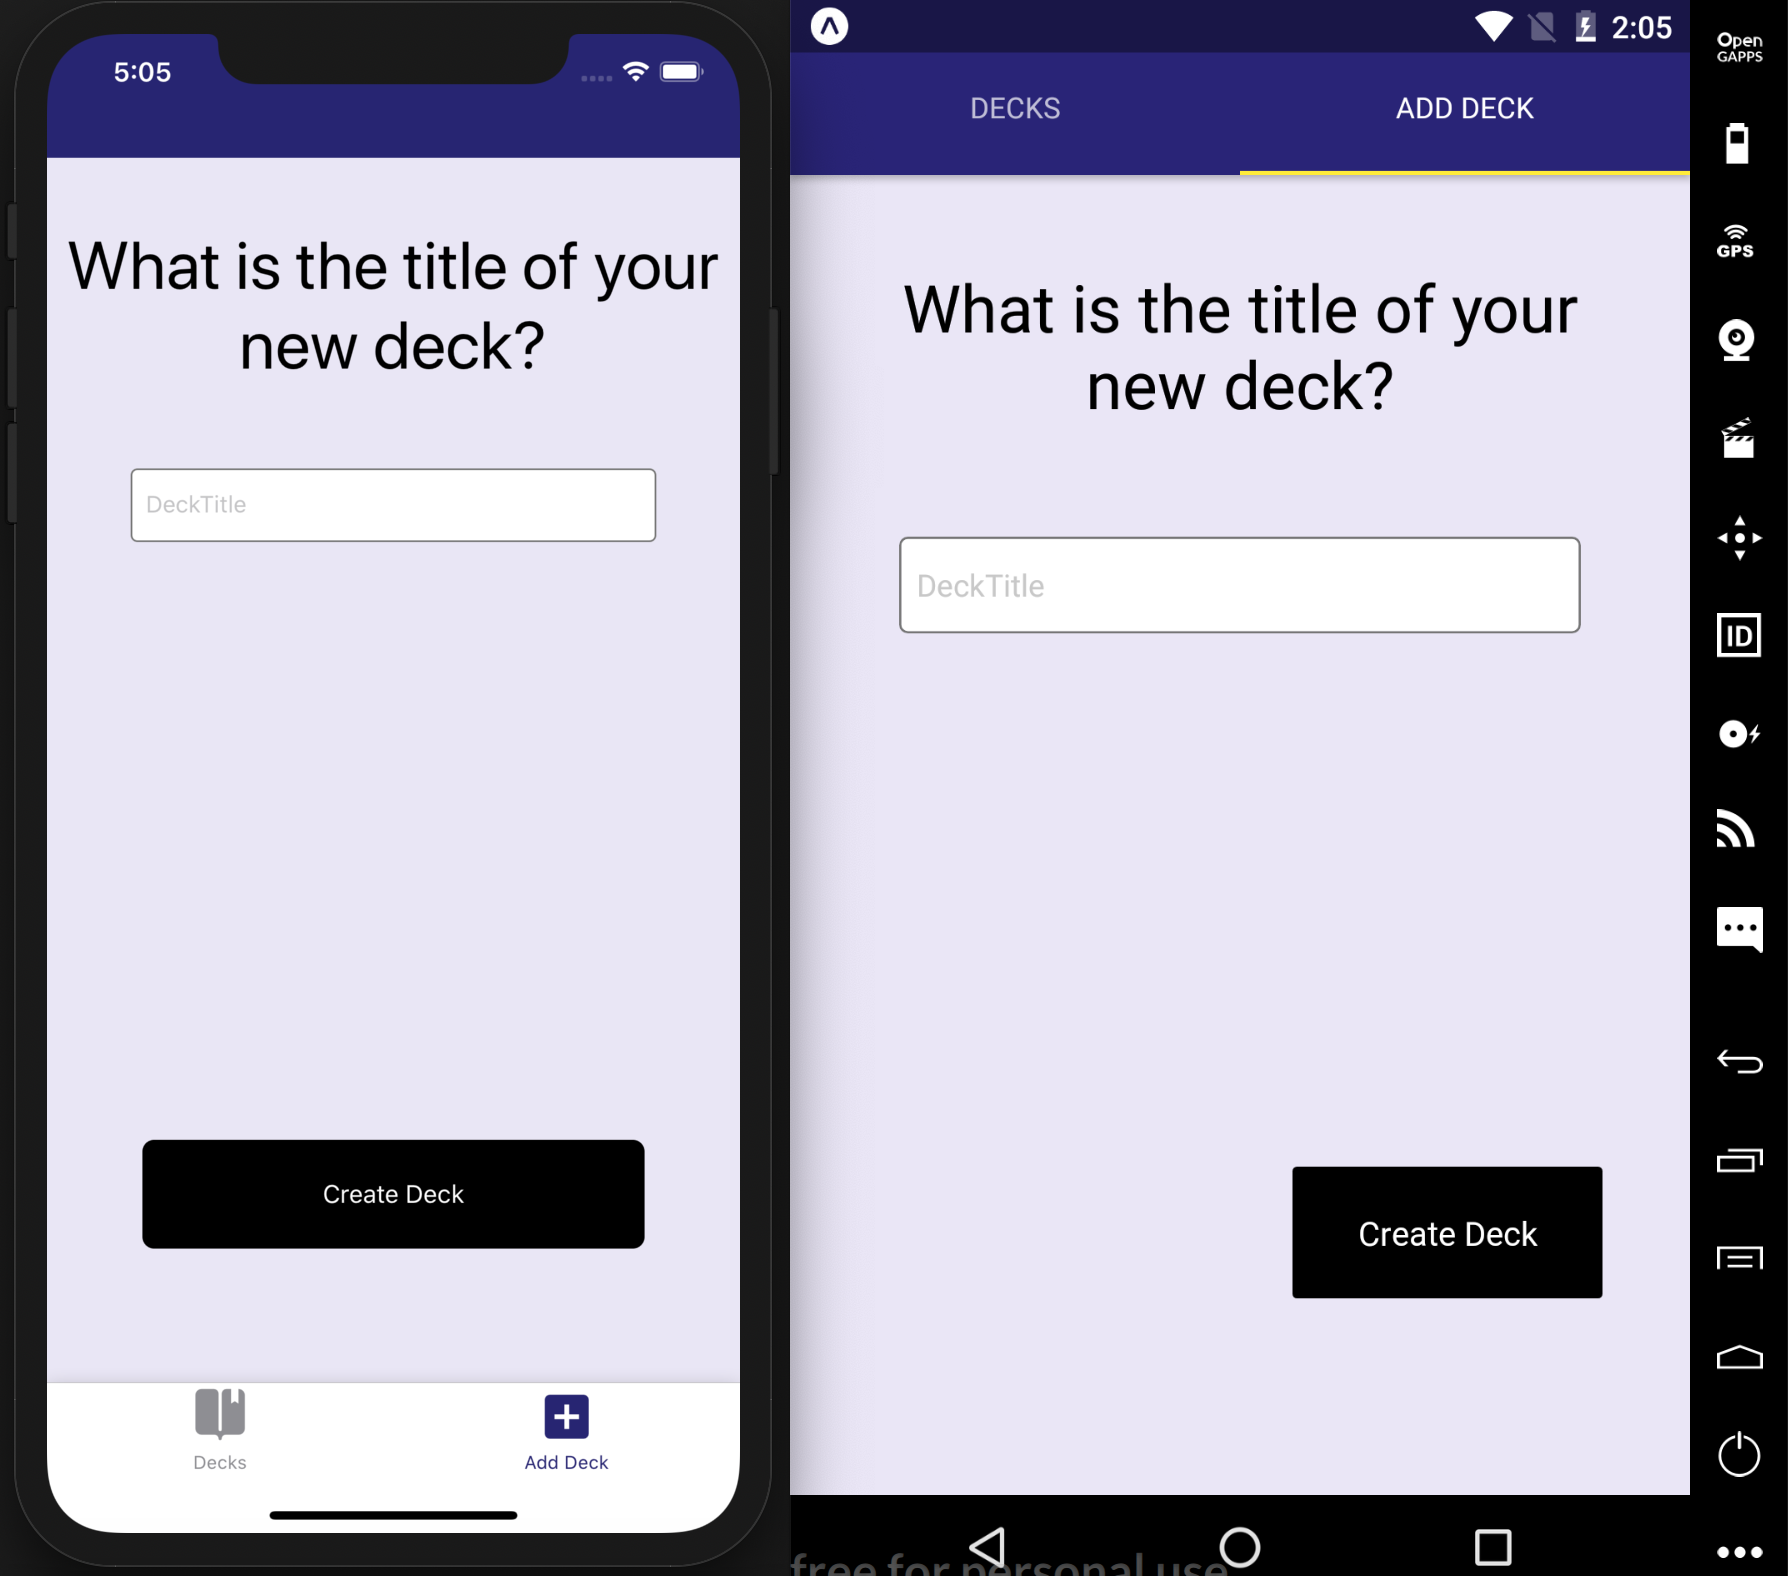 5:05
What is the title of your
new deck?
DeckTitle
Create Deck
Decks
Add Deck
2:05
DECKS
ADD DECK
What is the title of your
new deck?
DeckTitle
Create Deck
free for personal use
Open
GAPPS
GPS
ID